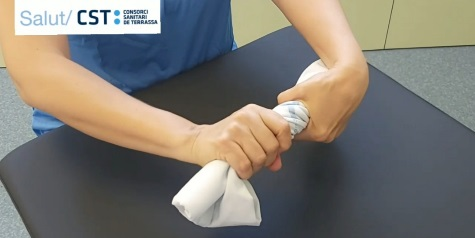 Salut/ CST: CONSORCI
SANITARI
DE TERRASSA